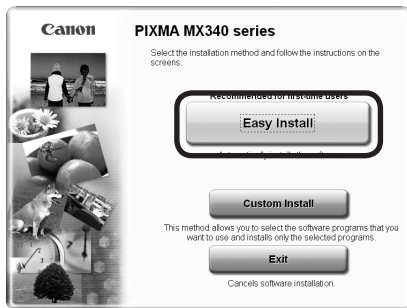 Canon
PIXMA MX340 series
Select the installation method and follow the instructions on the
screens.
Recommended for first-time users
Easy Install
Custom Install
This method allows you to select the software programs that you
want to use and installs only the selected programs.
Exit
Cancels software installation.